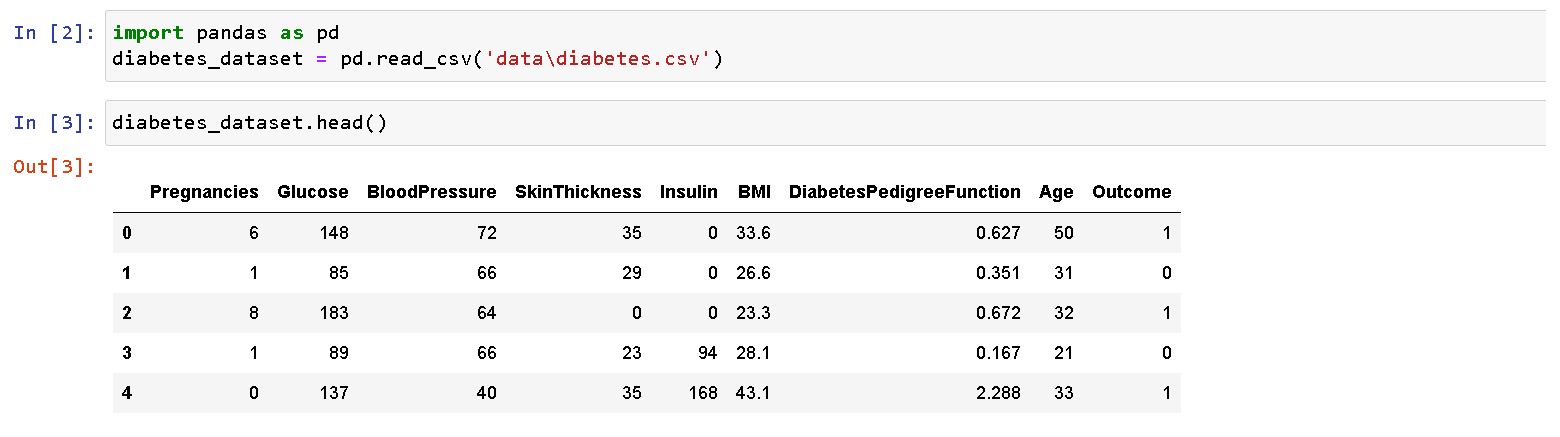 In [2]: import pandas as pd
diabetes_dataset = pd.read_csv('data\diabetes.csv')
In [3]: diabetes_dataset.head()
Out[3]:
Pregnancies Glucose BloodPressure SkinThickness Insulin BMI DiabetesPedigreeFunction Age Outcome
0 6 148 72 35 0 33.6 0.627 50 1
1 1 85 66 29 0 26.6 0.351 31 0
2 8 183 64 0 0 23.3 0.672 32 1
3 1 89 66 23 94 28.1 0.167 21 0
4 0 137 40 35 168 43.1 2.288 33 1